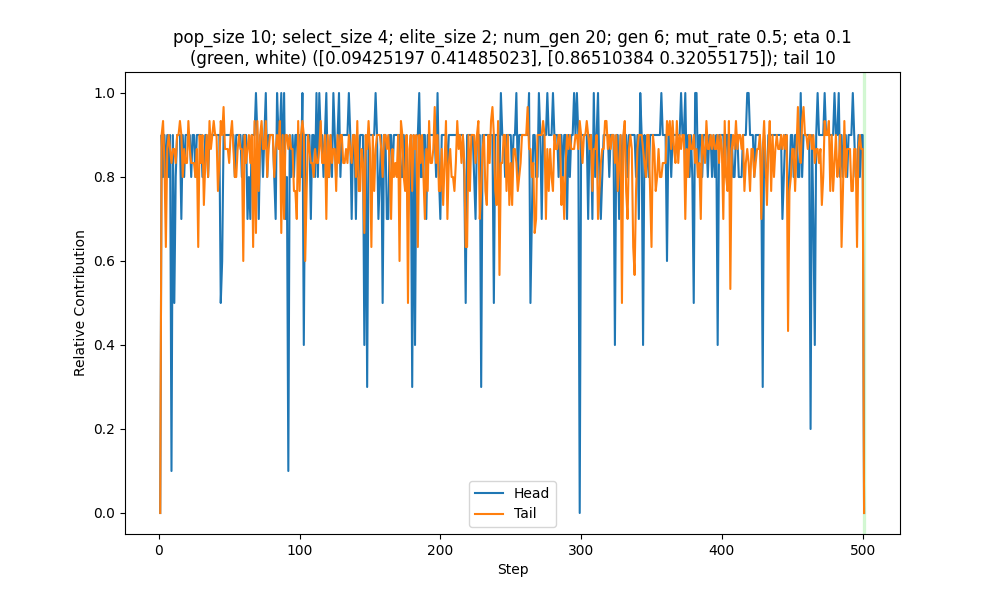 pop_size 10; select_size 4; elite_size 2; num_gen 20; gen 6; mut_rate 0.5; eta 0.1
(green, white) ([0.09425197 0.41485023], [0.86510384 0.32055175]); tail 10
1.0
0.8
0.6
0.4
0.2
0.0
Relative Contribution
Head
Tail
0
100
200
300
400
500
Step